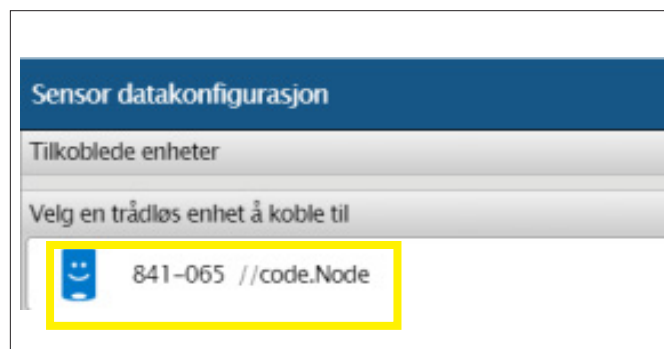 Sensor datakonfigurasjon
Tilkoblede enheter
Velg en trådløs enhet å koble til
841-065 //code.Node